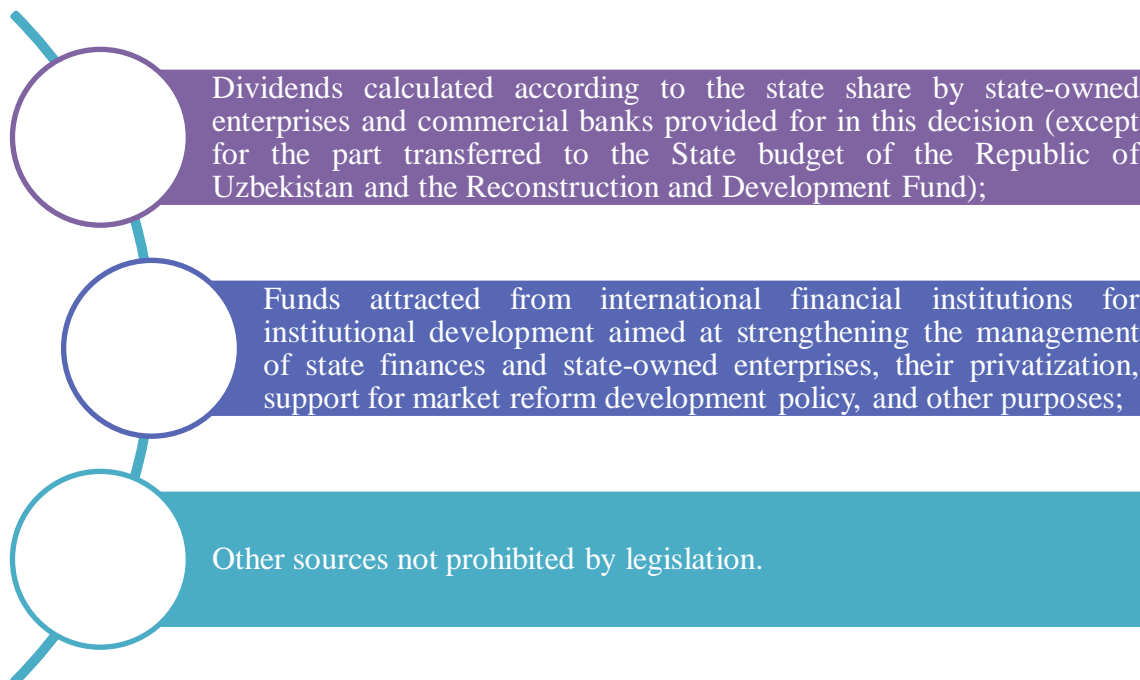 Dividends calculated according to the state share by state-owned
enterprises and commercial banks provided for in this decision (except
for the part transferred to the State budget of the Republic of
Uzbekistan and the Reconstruction and Development Fund);
Funds attracted from international financial institutions for
institutional development aimed at strengthening the management
of state finances and state-owned enterprises, their privatization,
support for market reform development policy, and other purposes;
Other sources not prohibited by legislation.